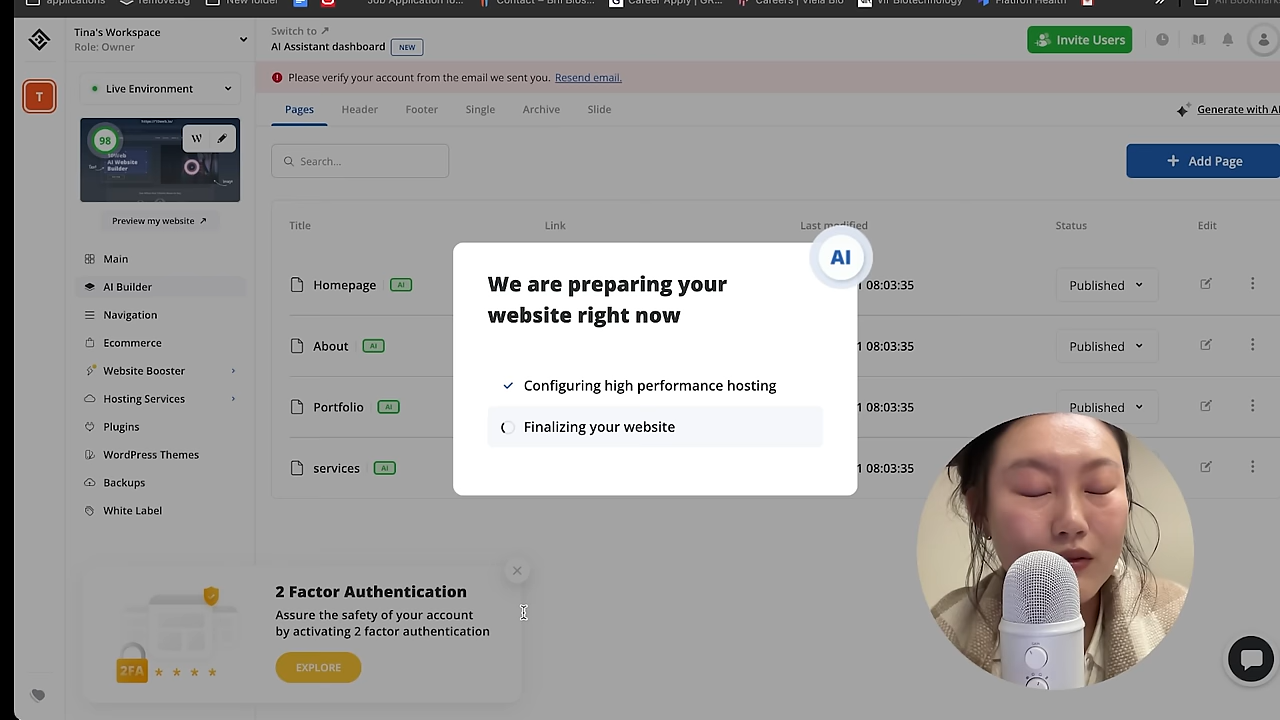 applications
remove.bg
New folder
Job Application fo...
Contact – Bril Bios...
Career Apply | GR...
Careers | Viela Bio
Vir Biotechnology
Platform Health
All Bookmarks
Tina's Workspace
Role: Owner
Switch to ↗
AI Assistant dashboard NEW
Invite Users
T
Live Environment
Please verify your account from the email we sent you. Resend email.
Pages Header Footer Single Archive Slide
Generate with AI
98
W
Search...
+ Add Page
Preview my website ↗
Title Link Last modified Status Edit
Main
AI Builder
Navigation
Ecommerce
Website Booster
Hosting Services
Plugins
WordPress Themes
Backups
White Label
Homepage AI 08:03:35 Published
About AI 1 08:03:35 Published
Portfolio AI 08:03:35 Published
services AI 1 08:03:35
AI
We are preparing your
website right now
Configuring high performance hosting
Finalizing your website
2 Factor Authentication
Assure the safety of your account
by activating 2 factor authentication
2FA * * * *
EXPLORE